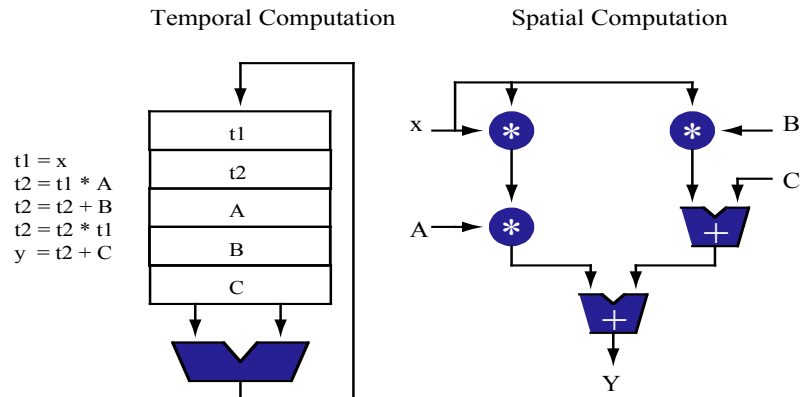 Temporal Computation
Spatial Computation
t1 = x
t2 = t1 * A
t2 = t2 + B
t2 = t2 * t1
y = t2 + C
t1
t2
A
B
C
x
*
*
B
C
A
*
+
+
Y